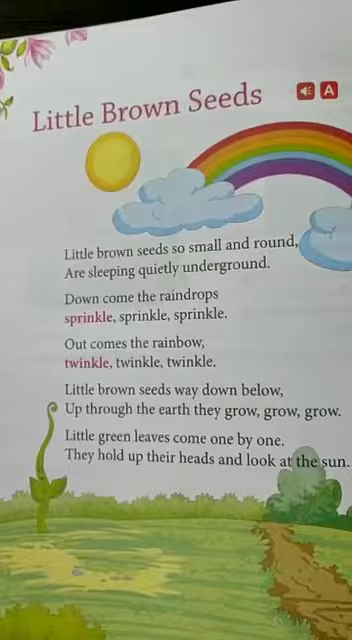 Little Brown Seeds
A
Little brown seeds so small and round,
Are sleeping quietly underground.
Down come the raindrops
sprinkle, sprinkle, sprinkle.
Out comes the rainbow,
twinkle, twinkle, twinkle.
Little brown seeds way down below,
Up through the earth they grow, grow, grow.
Little green leaves come one by one.
They hold up their heads and look at the sun.